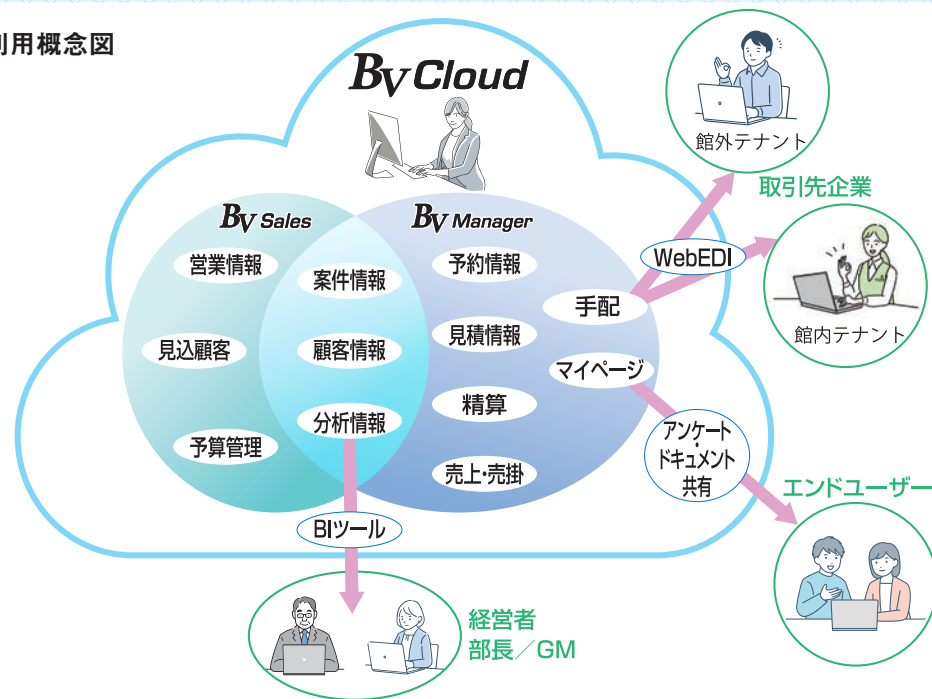 利用概念図
BV Cloud
館外テナント
取引先企業
BV Sales
BV Manager
WebEDI
館内テナント
営業情報
案件情報
予約情報
手配
見込顧客
顧客情報
見積情報
マイページ
予算管理
分析情報
精算
売上・売掛
アンケート
・
ドキュメント
共有
エンドユーザー
BIツール
経営者
部長／GM